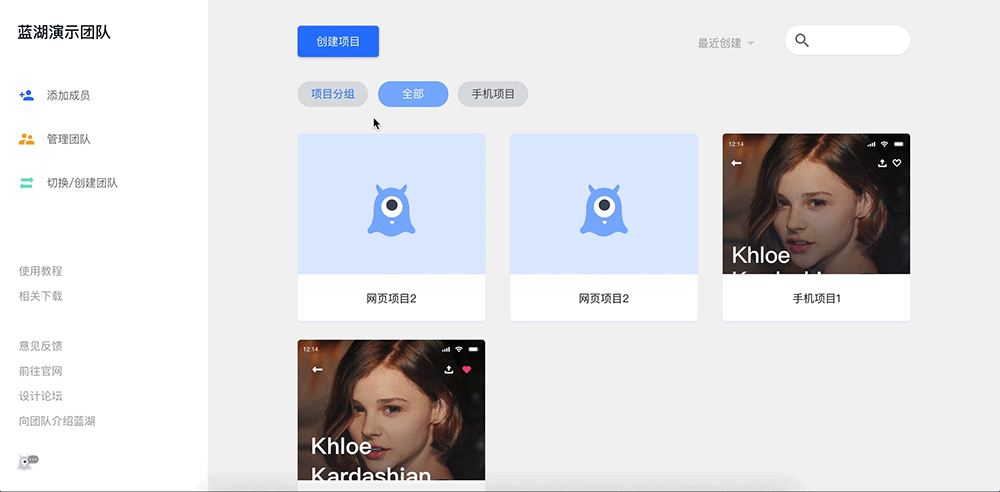 蓝湖演示团队
添加成员
管理团队
切换/创建团队
使用教程
相关下载
意见反馈
前往官网
设计论坛
向团队介绍蓝湖
创建项目
最近创建
项目分组
全部
手机项目
网页项目2
网页项目2
12:14
Khloe
Kardashian
手机项目1
12:14
Khloe
Kardashian